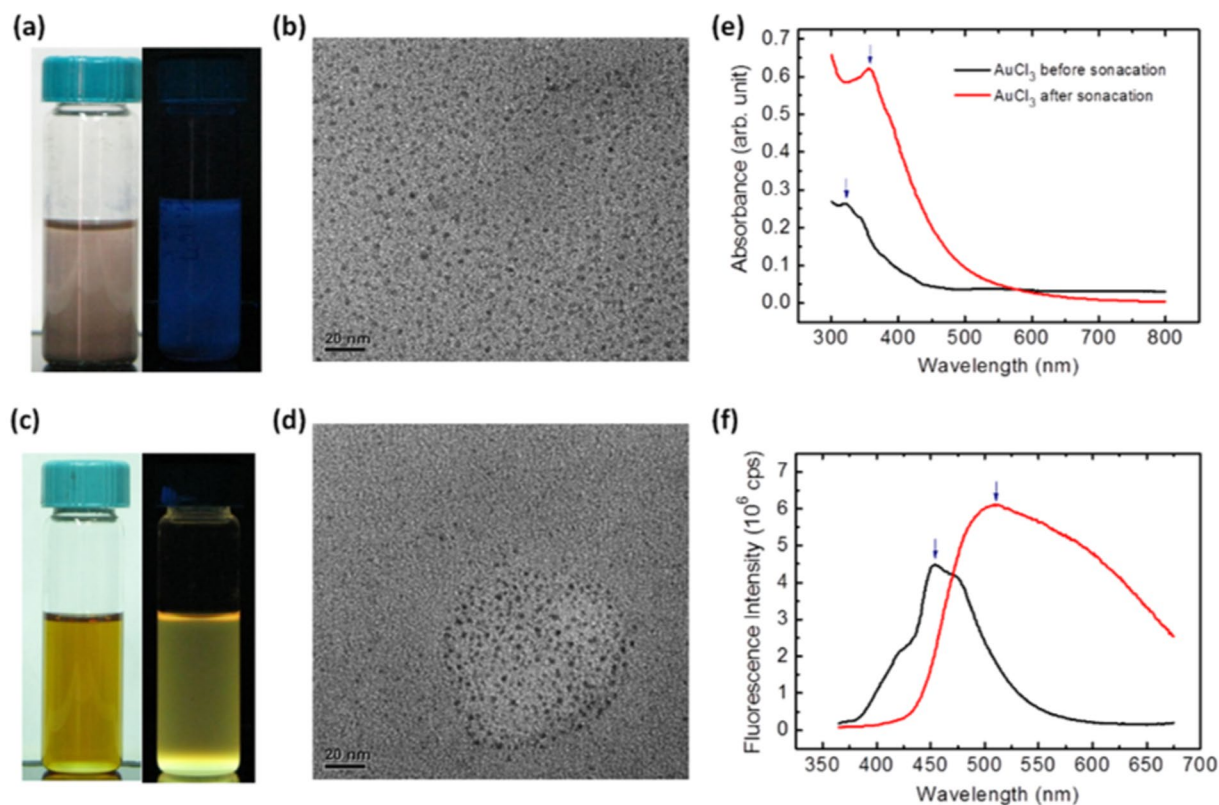 (a)
(b)
20 nm
(c)
(d)
20 nm
(e)
0.7
0.6
0.5
0.4
0.3
0.2
0.1
0.0
Absorbance (arb. unit)
AuCl₃ before sonacation
AuCl₃ after sonacation
300 400 500 600 700 800
Wavelength (nm)
(f)
7
6
5
4
3
2
1
0
Fluorescence Intensity (10⁶ cps)
350 400 450 500 550 600 650 700
Wavelength (nm)